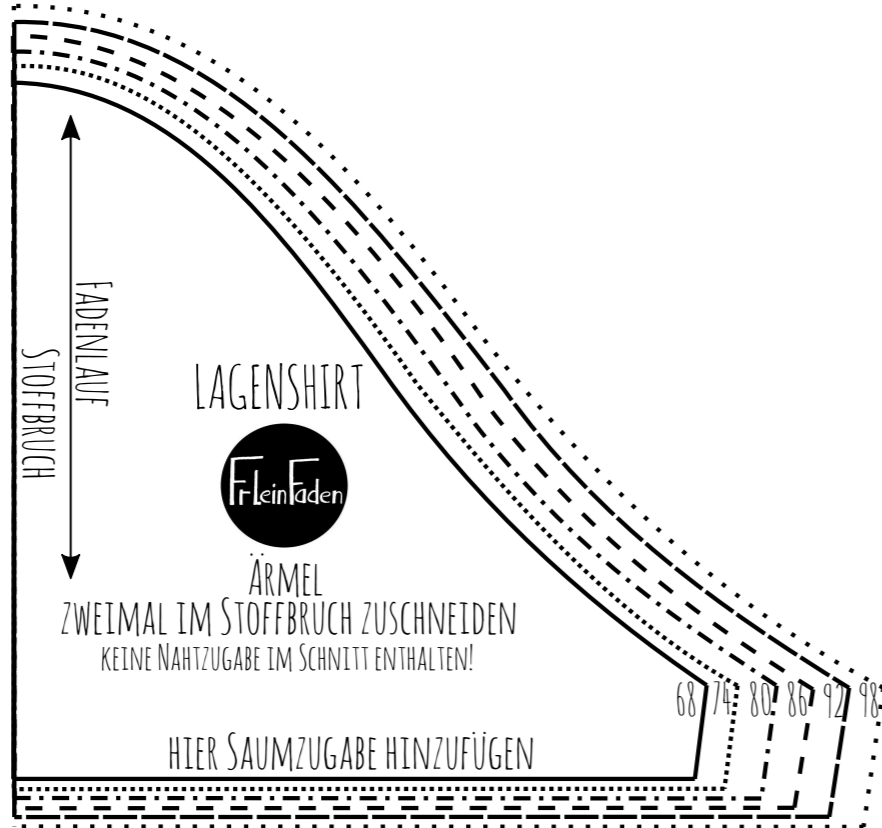 FADENLAUF
STOFFBRUCH
LAGENSHIRT
FrLeinFaden
ÄRMEL
ZWEIMAL IM STOFFBRUCH ZUSCHNEIDEN
KEINE NAHTZUGABE IM SCHNITT ENTHALTEN!
68 74 80 86 92 98
HIER SAUMZUGABE HINZUFÜGEN